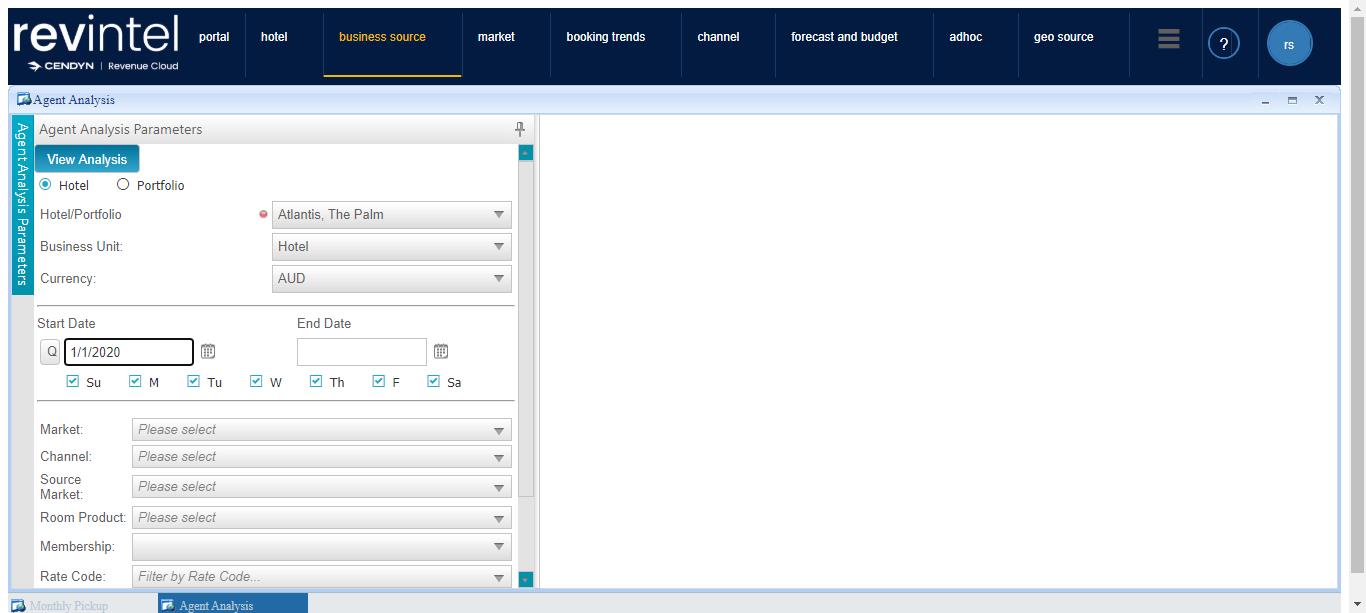 revintel
CENDYN | Revenue Cloud
portal hotel business source market booking trends channel forecast and budget adhoc geo source ? rs
Agent Analysis
Agent Analysis Parameters
Agent Analysis Parameters
View Analysis
Hotel Portfolio
Hotel/Portfolio Atlantis, The Palm
Business Unit: Hotel
Currency: AUD
Start Date End Date
Q 1/1/2020
Su M Tu W Th F Sa
Market: Please select
Channel: Please select
Source
Market: Please select
Room Product: Please select
Membership:
Rate Code: Filter by Rate Code...
Monthly Pickup Agent Analysis